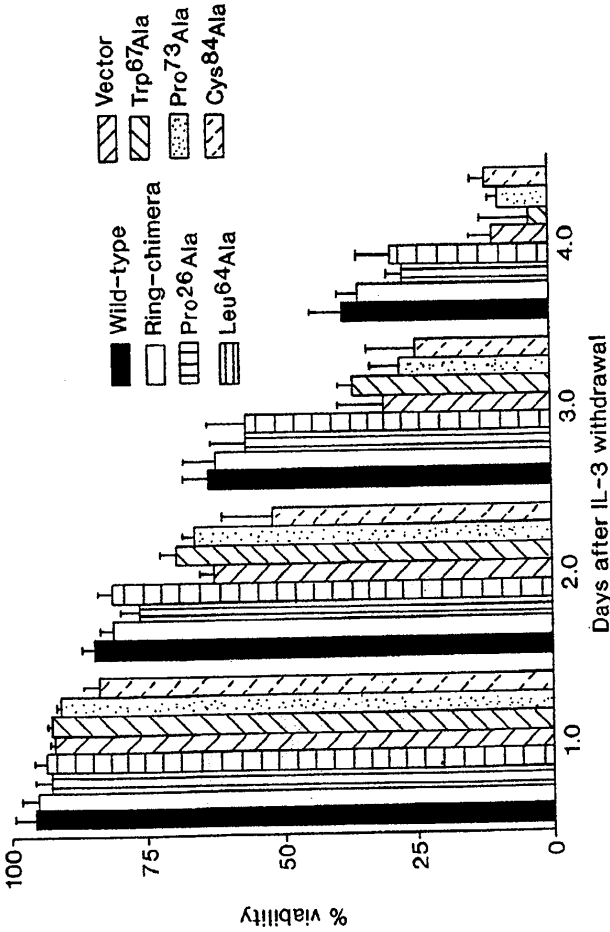 100
75
50
25
0
% viability
1.0
2.0
3.0
4.0
Days after IL-3 withdrawal
Wild-type
Ring-chimera
Pro26Ala
Leu64Ala
Vector
Trp67Ala
Pro73Ala
Cys84Ala